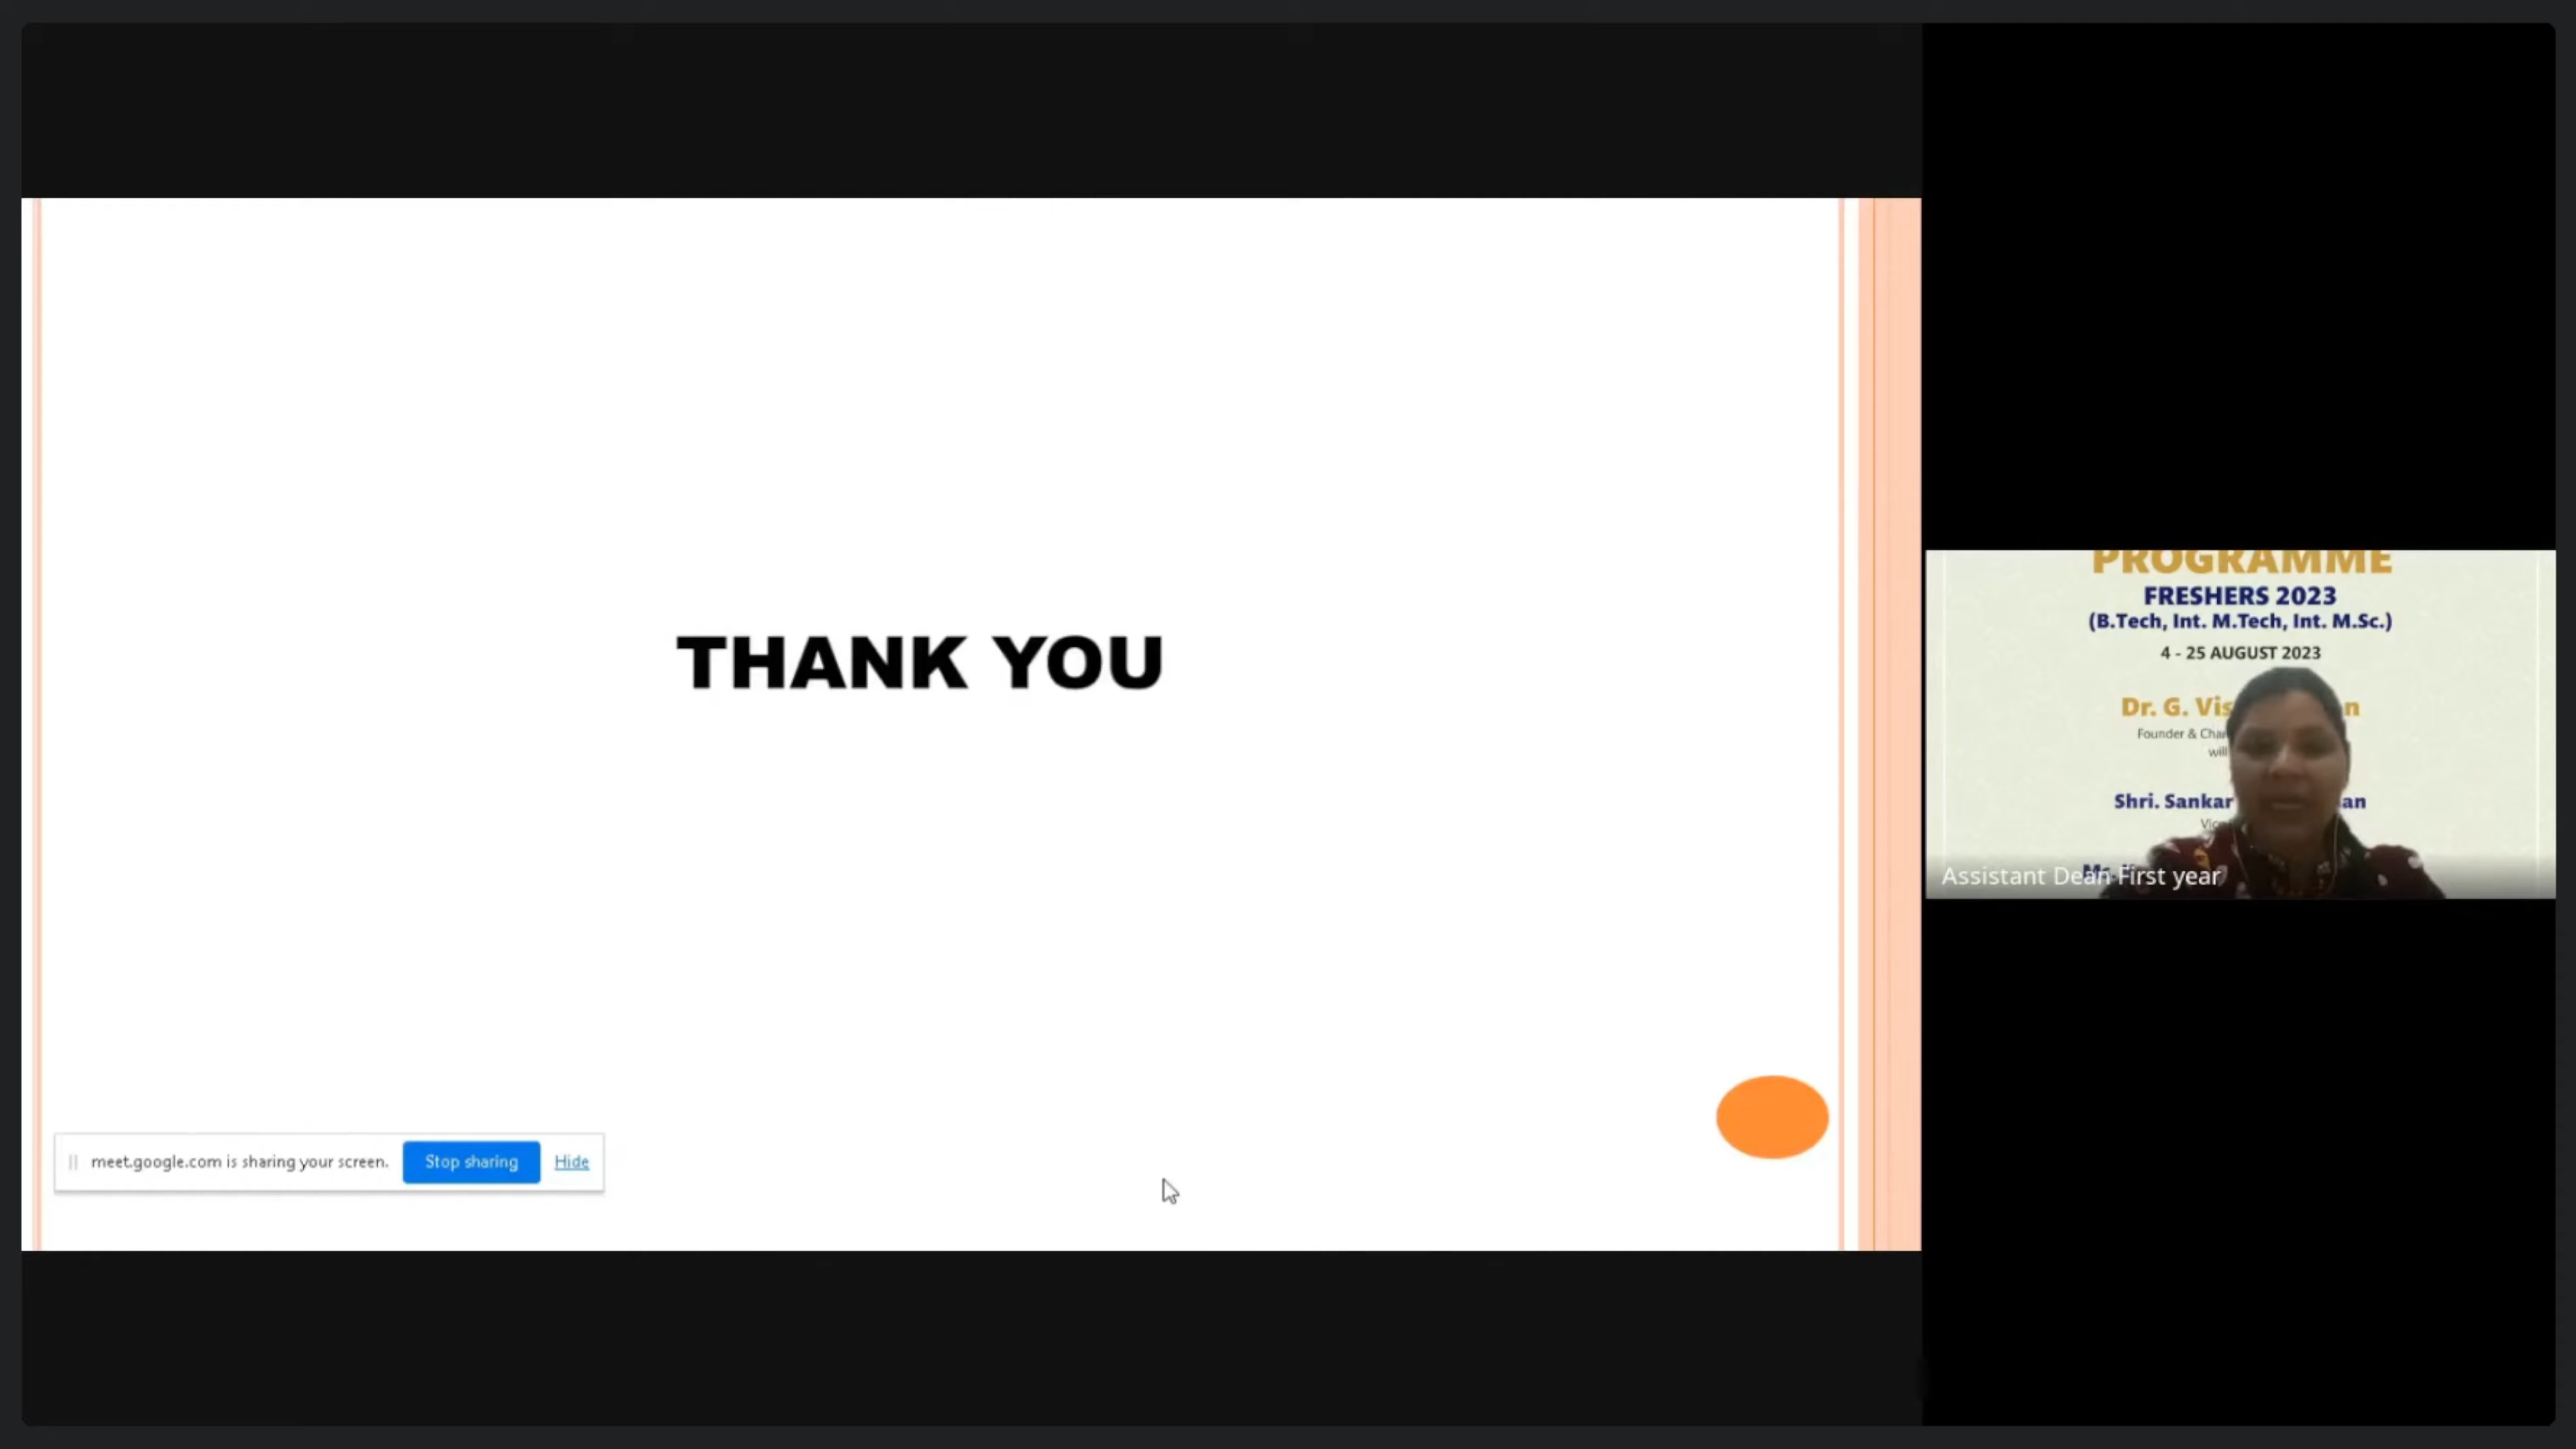 THANK YOU
meet.google.com is sharing your screen. Stop sharing Hide
PROGRAMME
FRESHERS 2023
(B.Tech, Int. M.Tech, Int. M.Sc.)
4 - 25 AUGUST 2023
Dr. G. Vis n
Founder & Cha
will
Shri. Sankar an
Vic
Assistant Dean First year